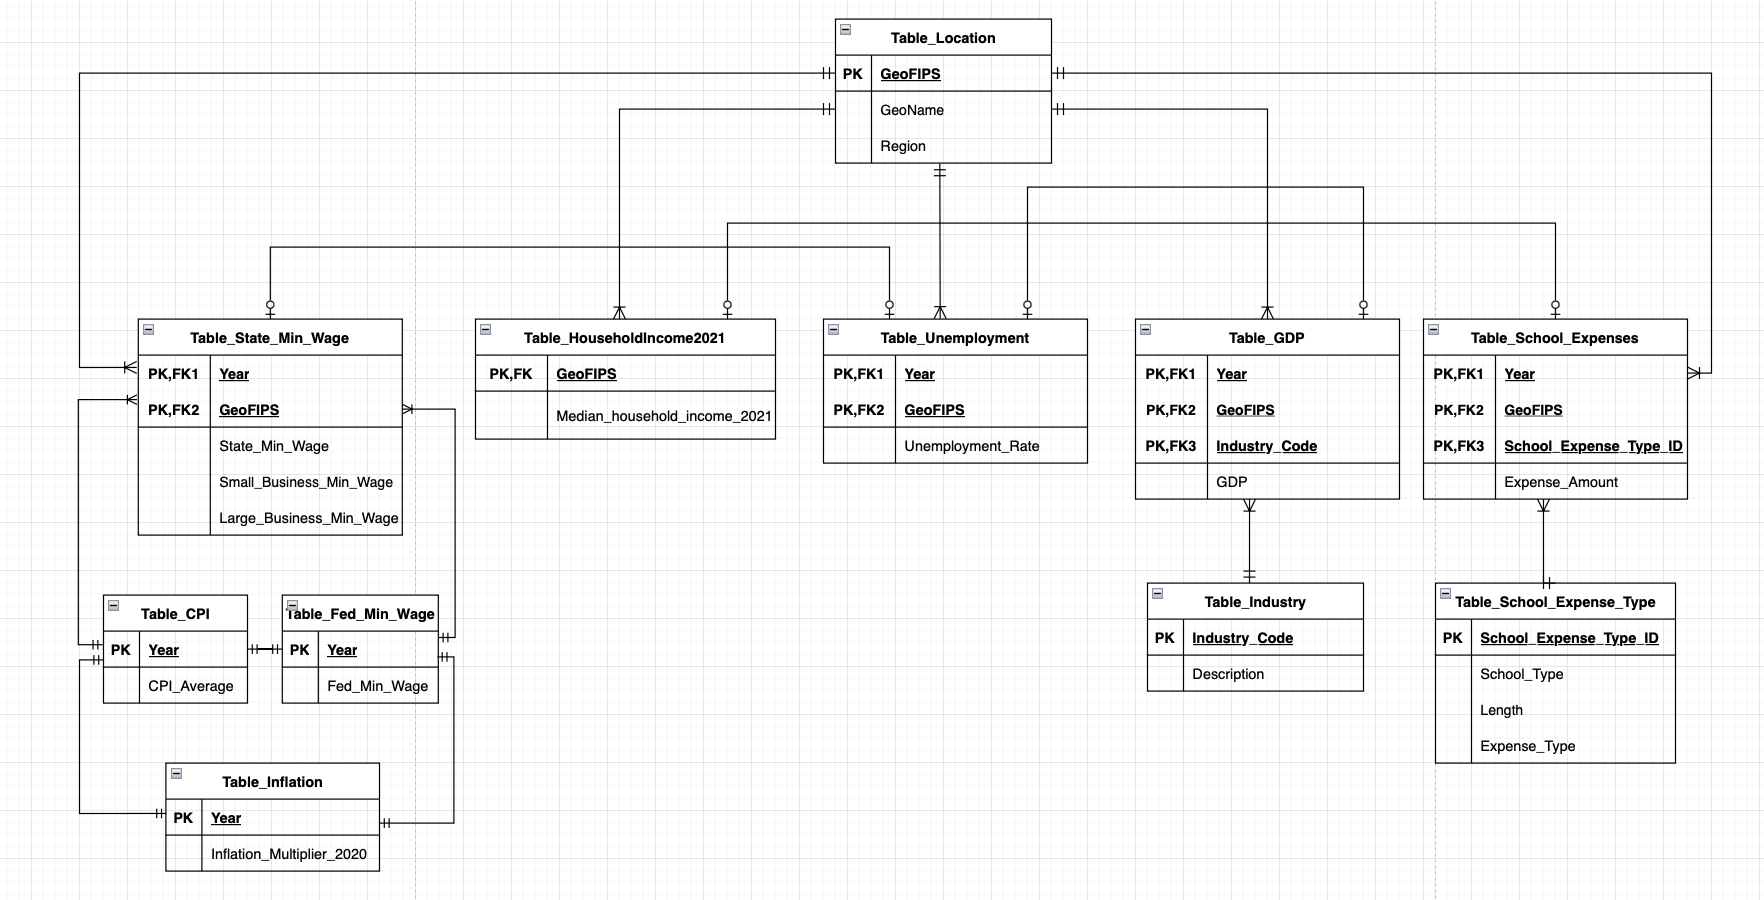 Table_Location
PK GeoFIPS
GeoName
Region
Table_State_Min_Wage
PK,FK1 Year
PK,FK2 GeoFIPS
State_Min_Wage
Small_Business_Min_Wage
Large_Business_Min_Wage
Table_HouseholdIncome2021
PK,FK GeoFIPS
Median_household_income_2021
Table_Unemployment
PK,FK1 Year
PK,FK2 GeoFIPS
Unemployment_Rate
Table_GDP
PK,FK1 Year
PK,FK2 GeoFIPS
PK,FK3 Industry_Code
GDP
Table_School_Expenses
PK,FK1 Year
PK,FK2 GeoFIPS
PK,FK3 School_Expense_Type_ID
Expense_Amount
Table_CPI
PK Year
CPI_Average
Table_Fed_Min_Wage
PK Year
Fed_Min_Wage
Table_Industry
PK Industry_Code
Description
Table_School_Expense_Type
PK School_Expense_Type_ID
School_Type
Length
Expense_Type
Table_Inflation
PK Year
Inflation_Multiplier_2020